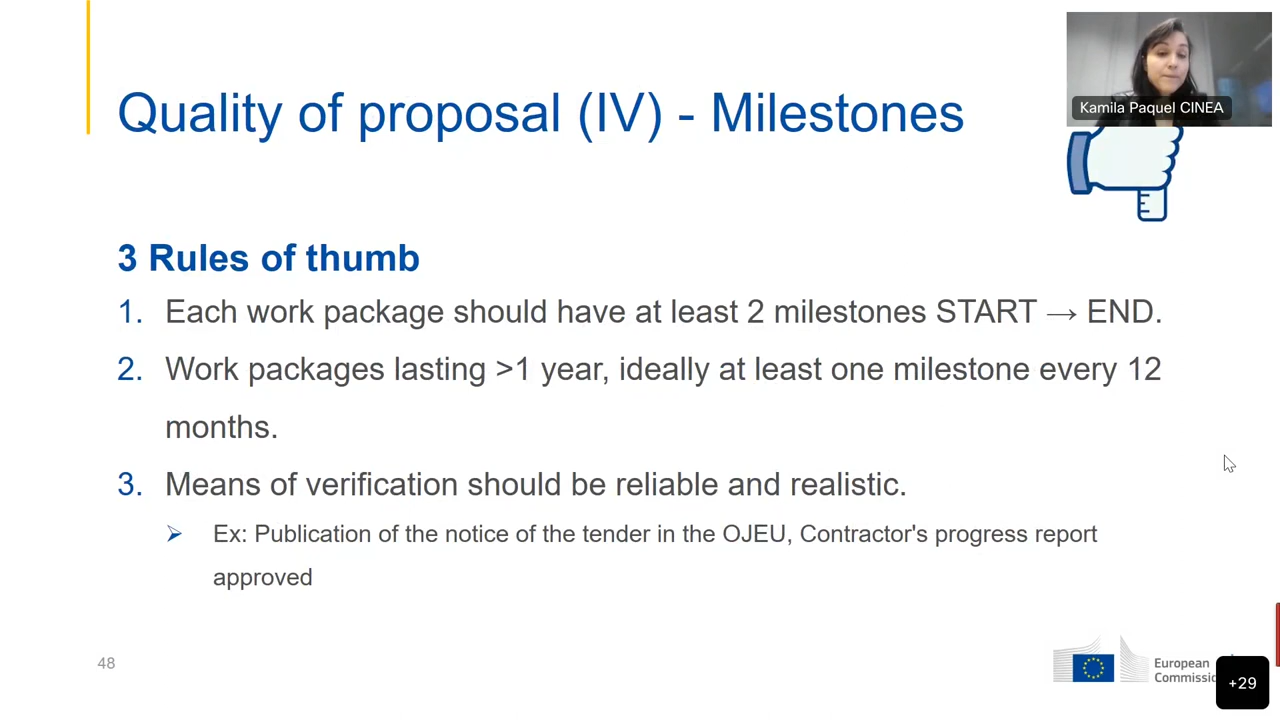 Kamila Paquel CINEA
Quality of proposal (IV) - Milestones
3 Rules of thumb
1. Each work package should have at least 2 milestones START → END.
2. Work packages lasting >1 year, ideally at least one milestone every 12
months.
3. Means of verification should be reliable and realistic.
➢ Ex: Publication of the notice of the tender in the OJEU, Contractor's progress report
approved
48
European
Commissi
+29